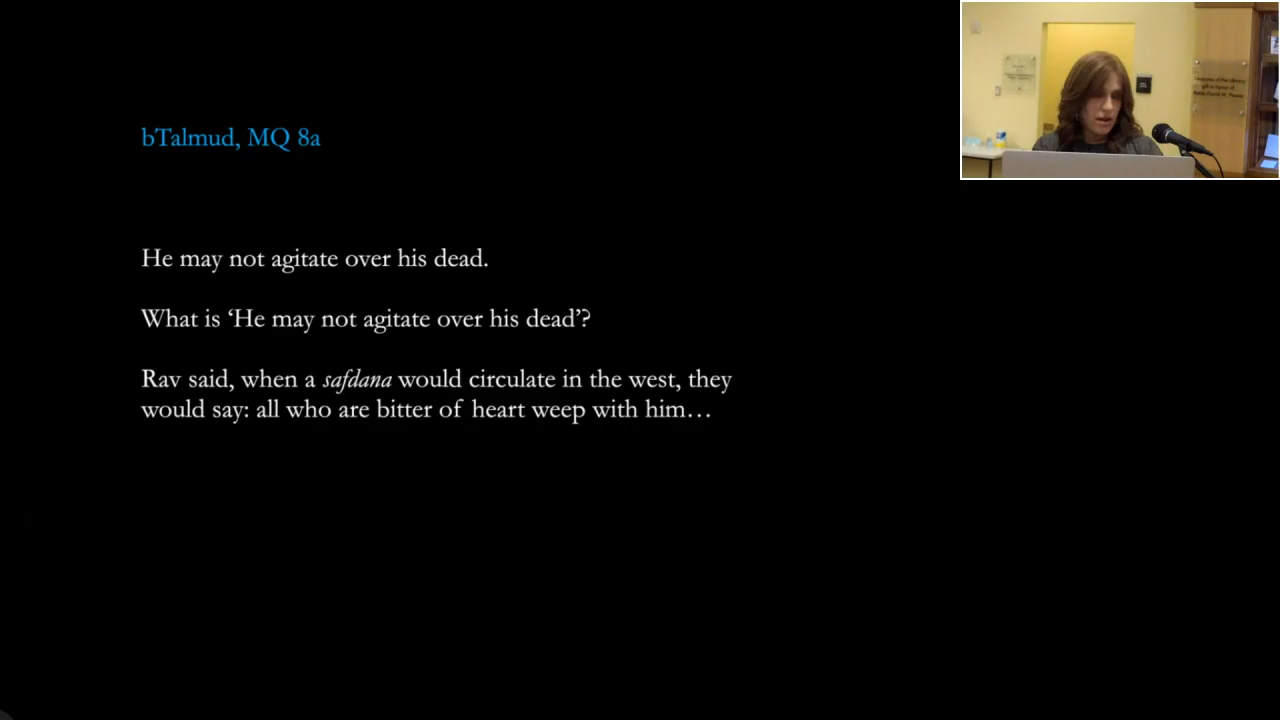 bTalmud, MQ 8a
He may not agitate over his dead.
What is ‘He may not agitate over his dead’?
Rav said, when a safdana would circulate in the west, they
would say: all who are bitter of heart weep with him…